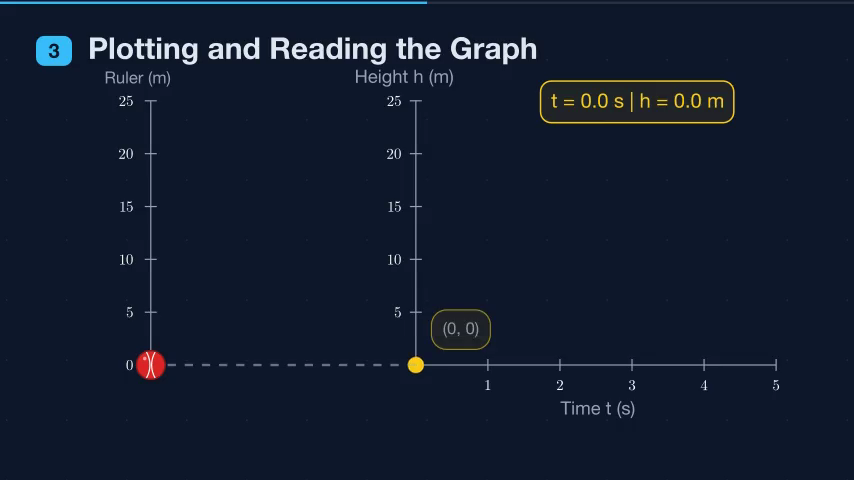 3 Plotting and Reading the Graph
Ruler (m)
Height h (m)
t = 0.0 s | h = 0.0 m
25
20
15
10
5
0
25
20
15
10
5
(0, 0)
1 2 3 4 5
Time t (s)